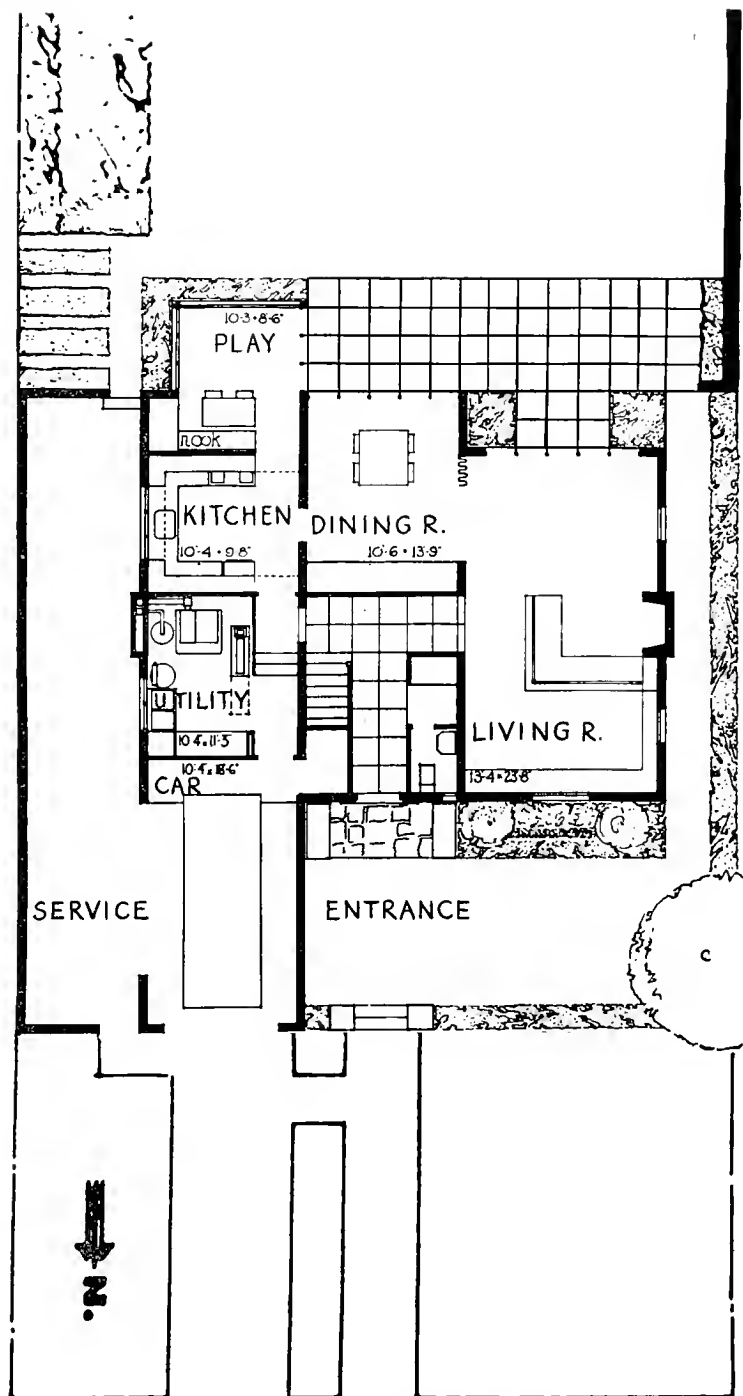 10'-3 × 8'-6"
PLAY
NOOK
KITCHEN
DINING R.
10'-4 × 9'8"
10'-6 × 13'-9"
UTILITY
10'4 × 11'-3
LIVING R.
10'-4 × 18'-6"
13'-4 × 23'-8"
CAR
SERVICE
ENTRANCE
C
N.